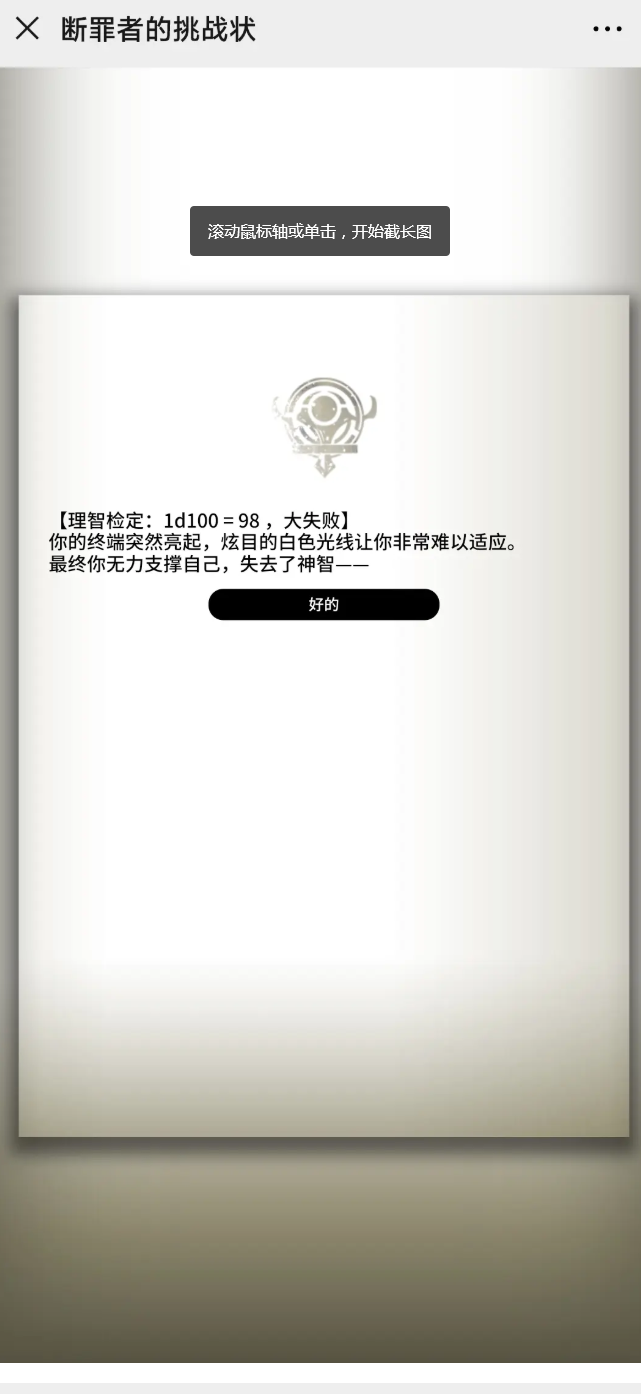 断罪者的挑战状
滚动鼠标轴或单击，开始截长图
【理智检定：1d100 = 98 ，大失败】
你的终端突然亮起，炫目的白色光线让你非常难以适应。
最终你无力支撑自己，失去了神智——
好的